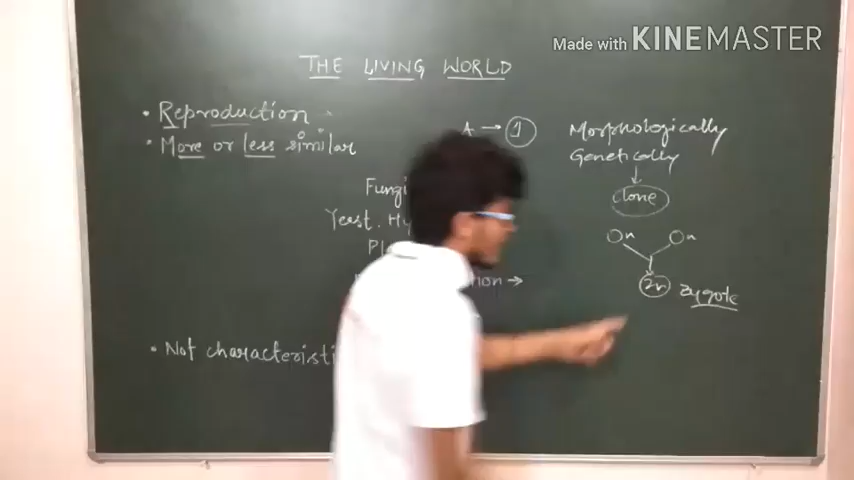 Made with KINEMASTER
THE LIVING WORLD
• Reproduction
• More or less similar
A → 1
Morphologically
Genetically
clone
Fungi
Yeast. Hy
Pl
n n
2n zygote
→
• Not characteristi